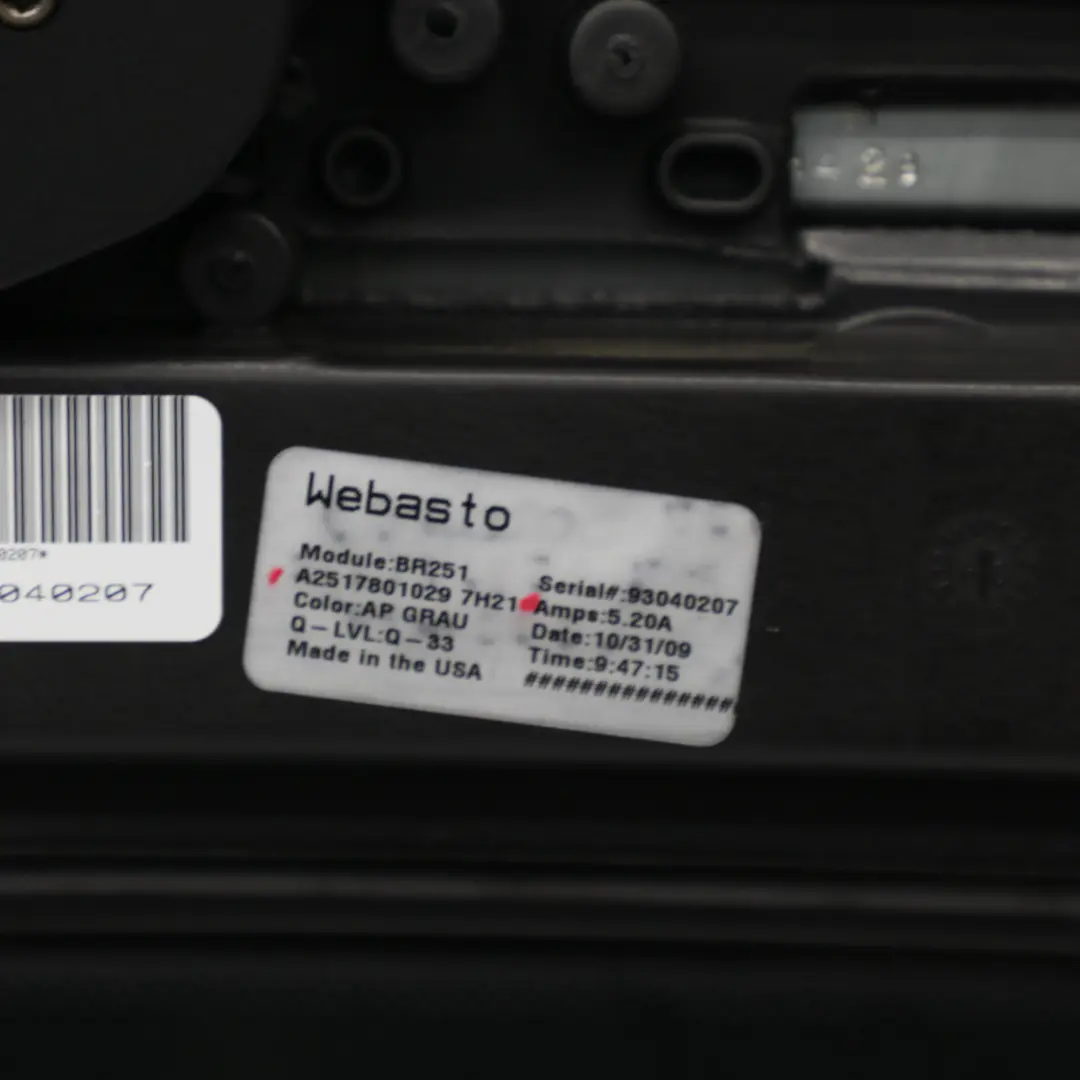 0207*
040207
Webasto
Module:BR251
A2517801029 7H21
Color:AP GRAU
Q-LVL:Q-33
Made in the USA
Serial#:93040207
Amps:5.20A
Date:10/31/09
Time:9:47:15
###############